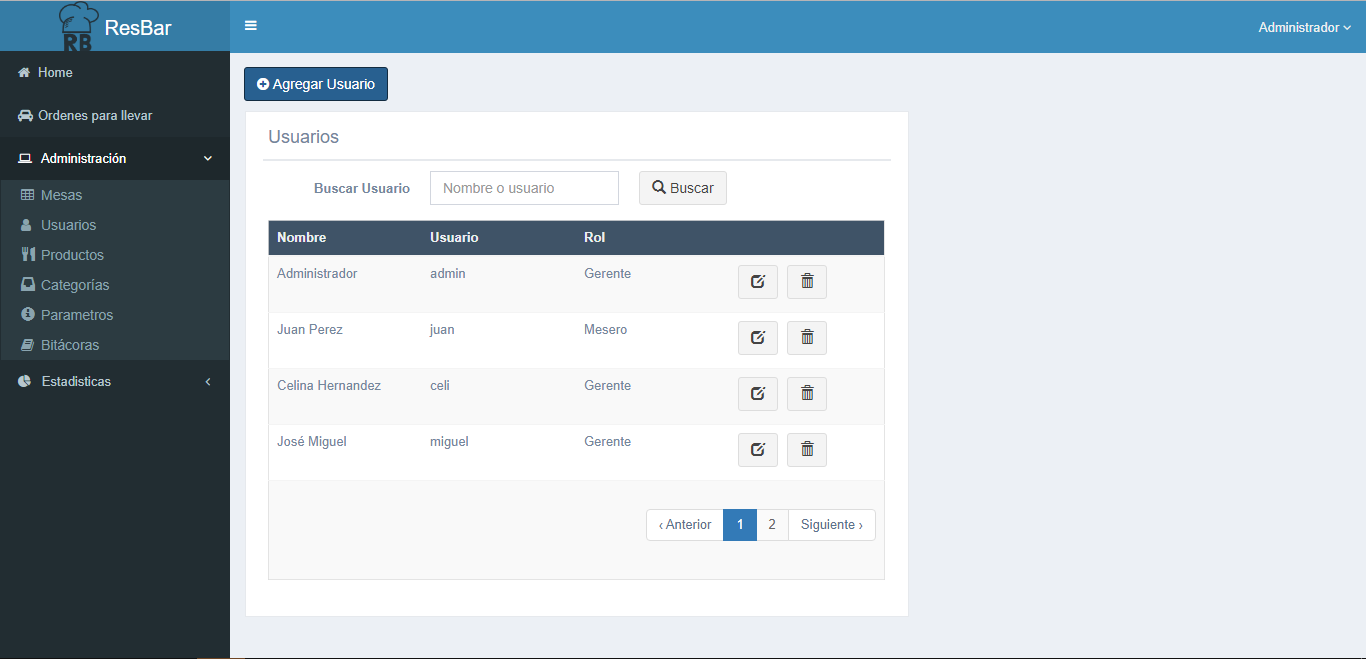 RB ResBar
Administrador
Home
Ordenes para llevar
Administración
Mesas
Usuarios
Productos
Categorías
Parametros
Bitácoras
Estadisticas
Agregar Usuario
Usuarios
Buscar Usuario Nombre o usuario Buscar
Nombre Usuario Rol
Administrador admin Gerente
Juan Perez juan Mesero
Celina Hernandez celi Gerente
José Miguel miguel Gerente
‹ Anterior 1 2 Siguiente ›